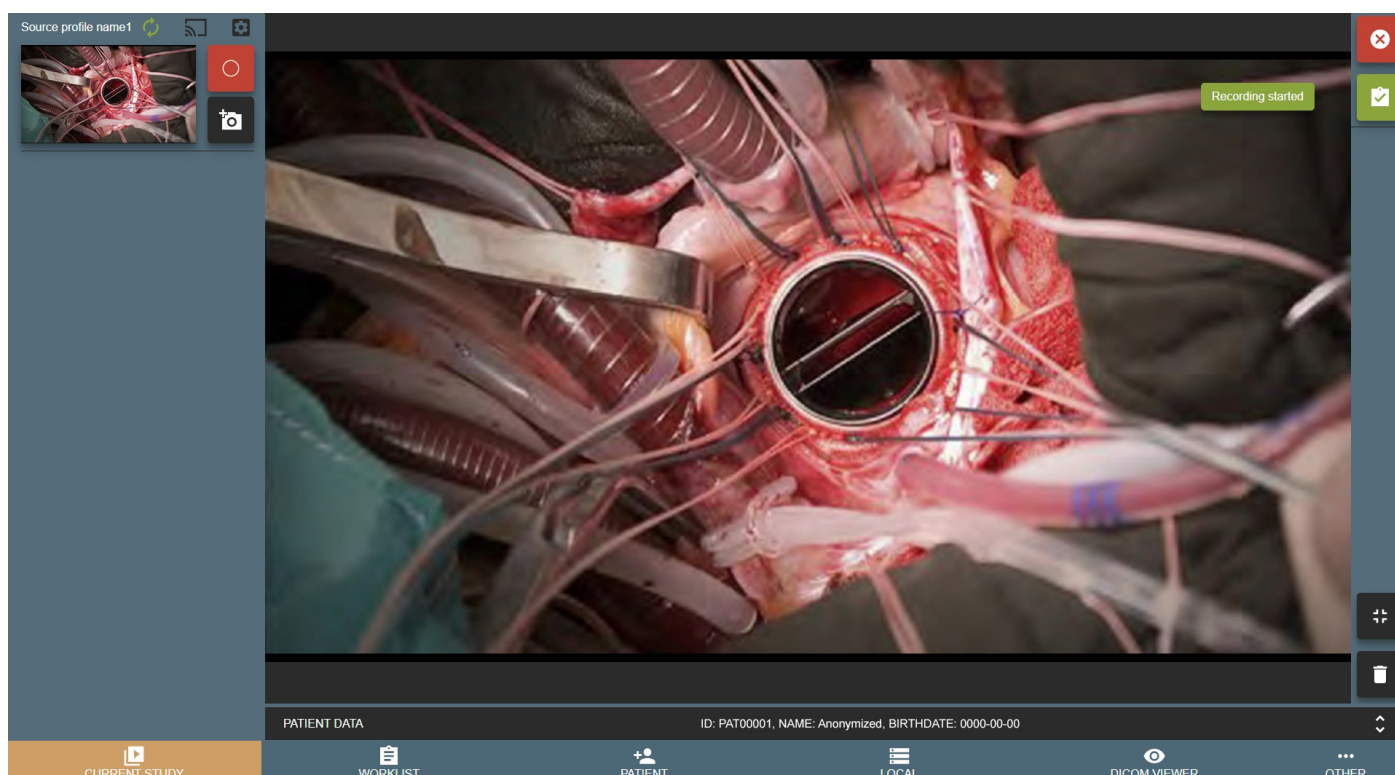 Source profile name1
Recording started
PATIENT DATA
ID: PAT00001, NAME: Anonymized, BIRTHDATE: 0000-00-00
CURRENT STUDY
WORKLIST
PATIENT
LOCAL
DICOM VIEWER
OTHER